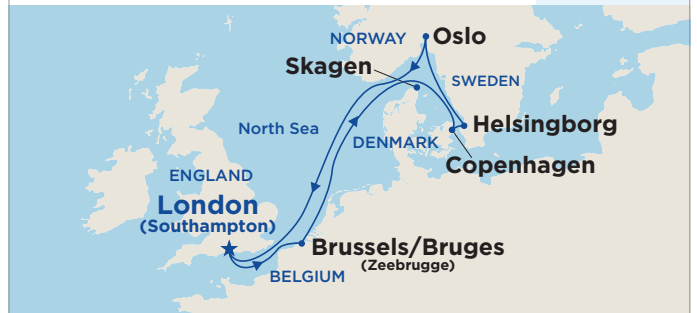 NORWAY
Oslo
Skagen
SWEDEN
North Sea
Helsingborg
DENMARK
Copenhagen
ENGLAND
London
(Southampton)
Brussels/Bruges
(Zeebrugge)
BELGIUM